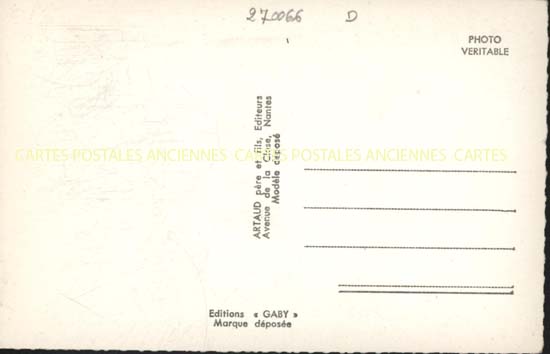 270066 D
PHOTO
VERITABLE
ARTAUD père et fils, Editeurs
Avenue de la Close, Nantes
Modèle déposé
CARTES POSTALES ANCIENNES CARTES POSTALES ANCIENNES CARTES
Editions « GABY »
Marque déposée